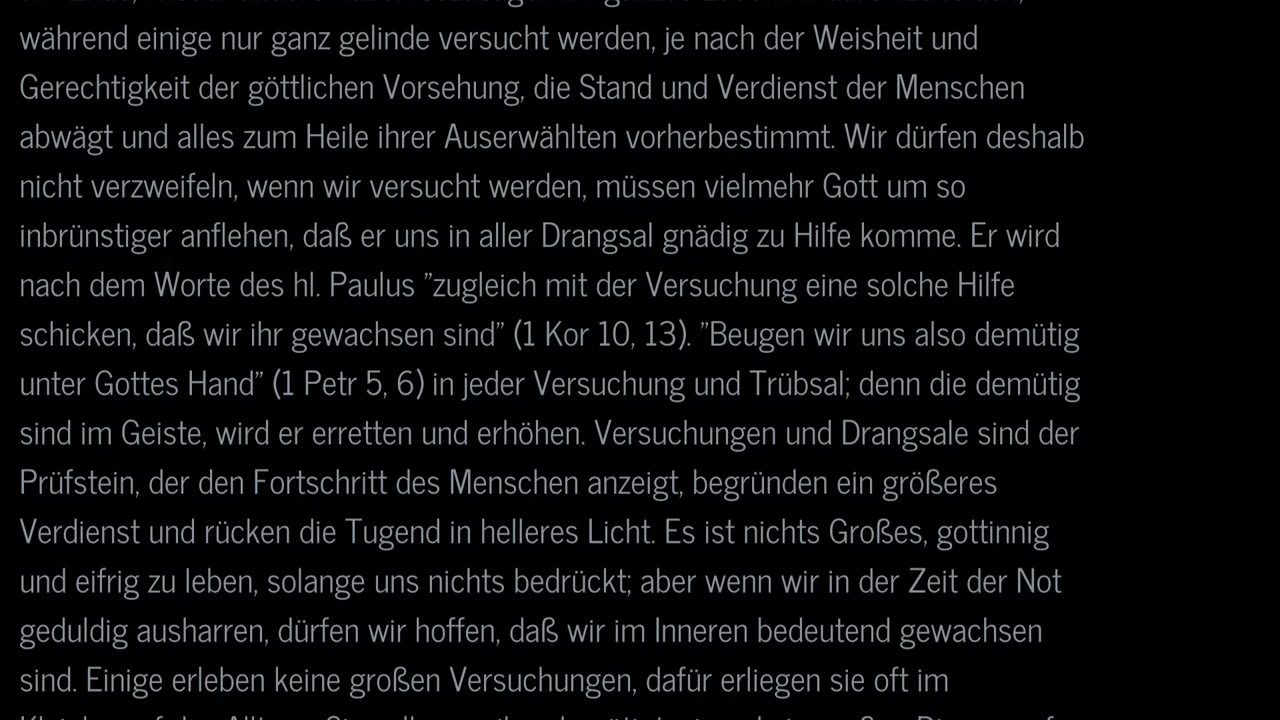 während einige nur ganz gelinde versucht werden, je nach der Weisheit und
Gerechtigkeit der göttlichen Vorsehung, die Stand und Verdienst der Menschen
abwägt und alles zum Heile ihrer Auserwählten vorherbestimmt. Wir dürfen deshalb
nicht verzweifeln, wenn wir versucht werden, müssen vielmehr Gott um so
inbrünstiger anflehen, daß er uns in aller Drangsal gnädig zu Hilfe komme. Er wird
nach dem Worte des hl. Paulus ”zugleich mit der Versuchung eine solche Hilfe
schicken, daß wir ihr gewachsen sind” (1 Kor 10, 13). ”Beugen wir uns also demütig
unter Gottes Hand” (1 Petr 5, 6) in jeder Versuchung und Trübsal; denn die demütig
sind im Geiste, wird er erretten und erhöhen. Versuchungen und Drangsale sind der
Prüfstein, der den Fortschritt des Menschen anzeigt, begründen ein größeres
Verdienst und rücken die Tugend in helleres Licht. Es ist nichts Großes, gottinnig
und eifrig zu leben, solange uns nichts bedrückt; aber wenn wir in der Zeit der Not
geduldig ausharren, dürfen wir hoffen, daß wir im Inneren bedeutend gewachsen
sind. Einige erleben keine großen Versuchungen, dafür erliegen sie oft im